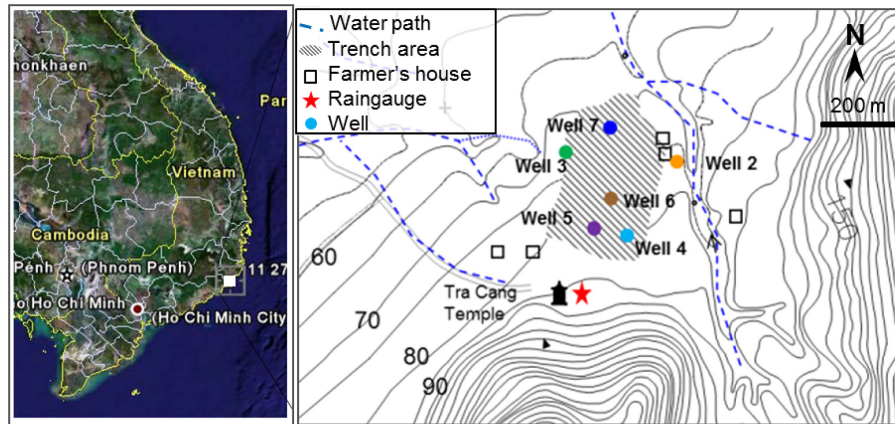 honkhaen
Par
Vietnam
Cambodia
Pénh
(Phnom Penh)
11 27
Ho Chi Minh
(Ho Chi Minh City
Water path
Trench area
Farmer's house
Raingauge
Well
N
200 m
Well 7
Well 3
Well 2
Well 6
Well 5
Well 4
150
60
70
80
90
Tra Cang
Temple